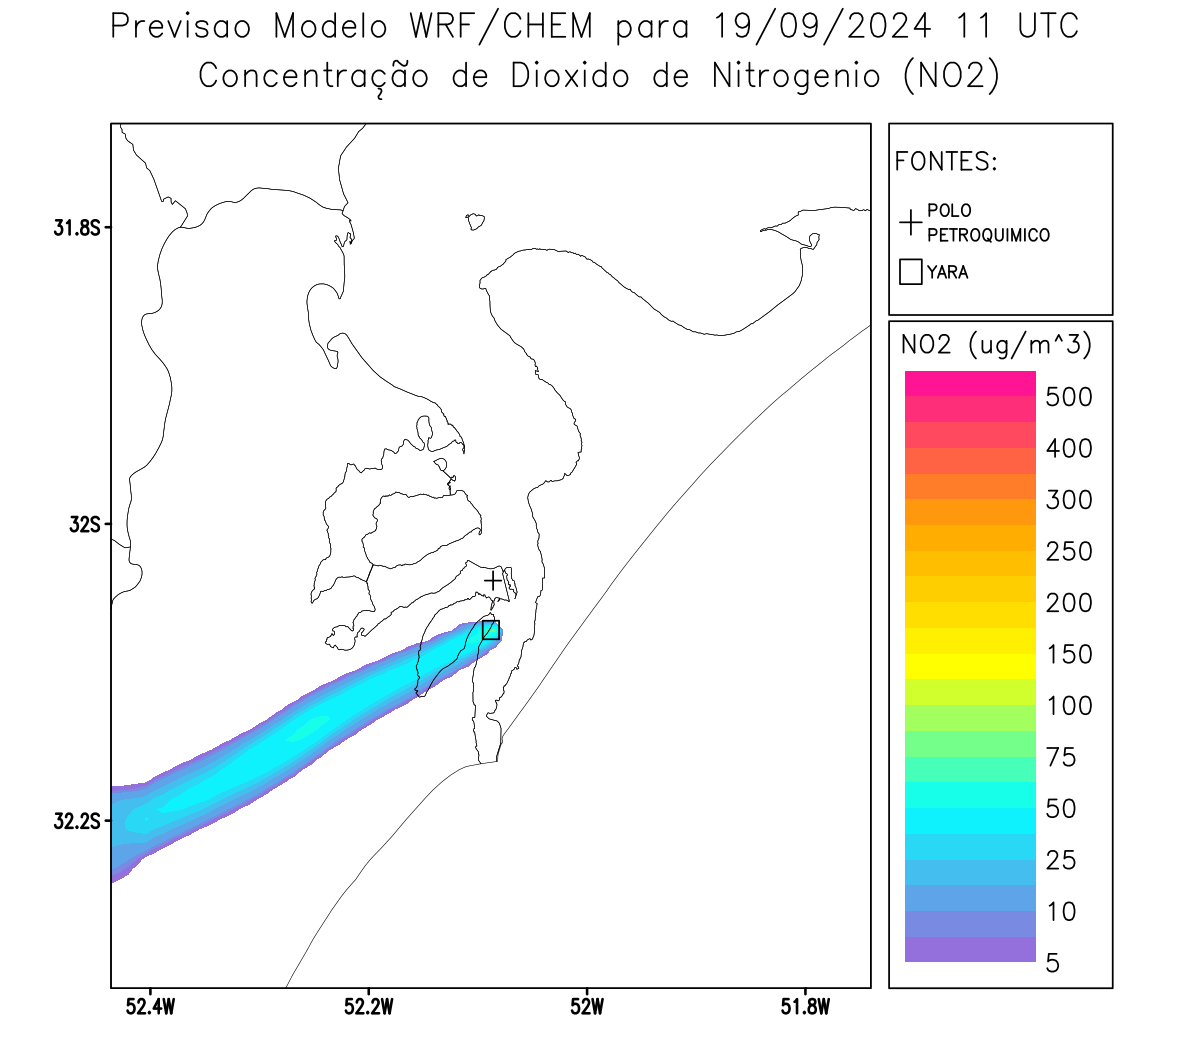 Previsao Modelo WRF/CHEM para 19/09/2024 11 UTC
Concentração de Dioxido de Nitrogenio (NO2)
FONTES:
POLO
PETROQUIMICO
YARA
NO2 (ug/m^3)
500
400
300
250
200
150
100
75
50
25
10
5
31.8S
32S
32.2S
52.4W
52.2W
52W
51.8W